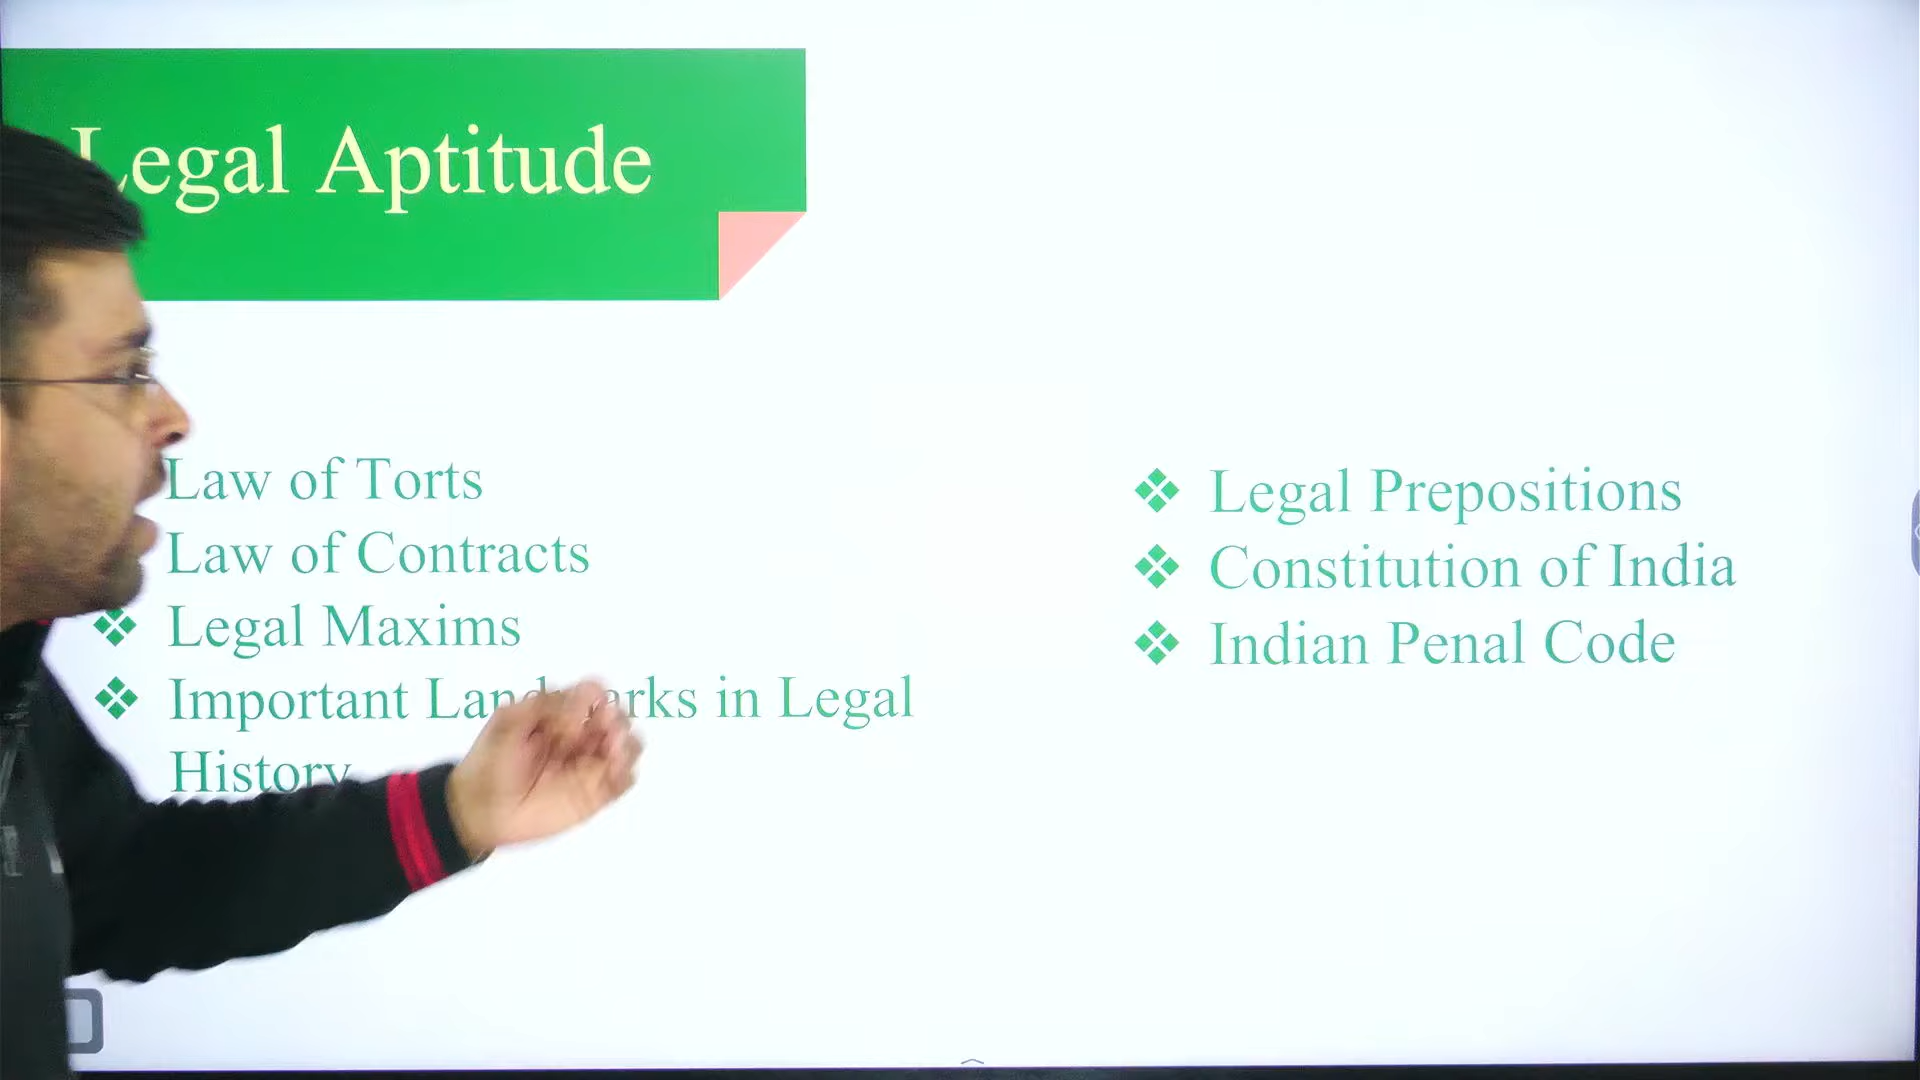 Legal Aptitude
Law of Torts
Law of Contracts
Legal Maxims
Important Landmarks in Legal
History
Legal Prepositions
Constitution of India
Indian Penal Code